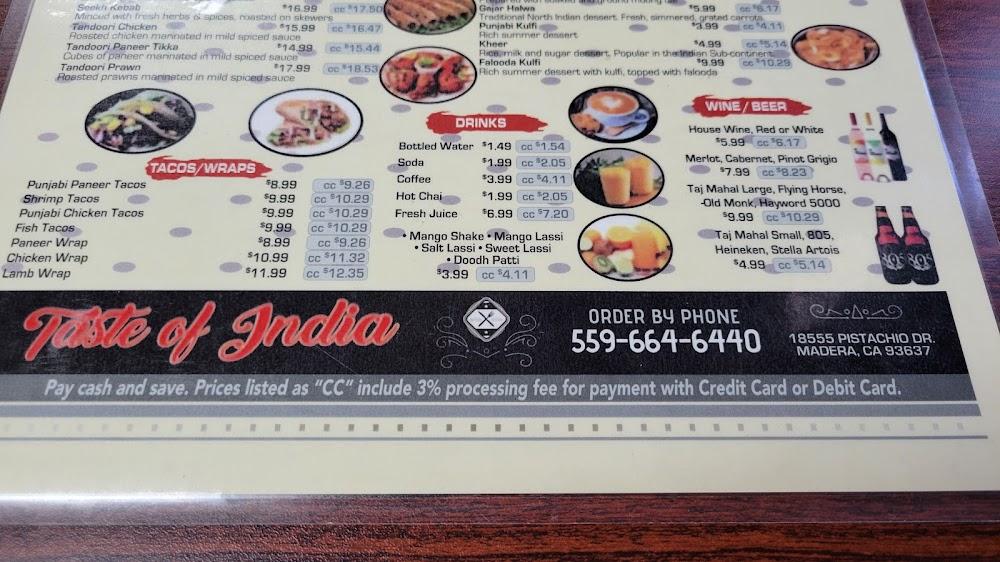 Seekh Kebab $16.99 cc $17.50
Minced with fresh herbs & spices, roasted on skewers
Tandoori Chicken $15.99 cc $16.47
Roasted chicken marinated in mild spiced sauce
Tandoori Paneer Tikka $14.99 cc $15.44
Cubes of paneer marinated in mild spiced sauce
Tandoori Prawn $17.99 cc $18.53
Roasted prawns marinated in mild spiced sauce
Gajar Halwa $5.99 cc $6.17
Traditional North Indian dessert. Fresh, simmered, grated carrots
Punjabi Kulfi $3.99 cc $4.11
Rich summer dessert
Kheer $4.99 cc $5.14
Rice, milk and sugar dessert. Popular in the Indian Sub-continent
Falooda Kulfi $9.99 cc $10.29
Rich summer dessert with kulfi, topped with falooda
TACOS/WRAPS
Punjabi Paneer Tacos $8.99 cc $9.26
Shrimp Tacos $9.99 cc $10.29
Punjabi Chicken Tacos $9.99 cc $10.29
Fish Tacos $9.99 cc $10.29
Paneer Wrap $8.99 cc $9.26
Chicken Wrap $10.99 cc $11.32
Lamb Wrap $11.99 cc $12.35
DRINKS
Bottled Water $1.49 cc $1.54
Soda $1.99 cc $2.05
Coffee $3.99 cc $4.11
Hot Chai $1.99 cc $2.05
Fresh Juice $6.99 cc $7.20
• Mango Shake • Mango Lassi
• Salt Lassi • Sweet Lassi
• Doodh Patti
$3.99 cc $4.11
WINE / BEER
House Wine, Red or White
$5.99 cc $6.17
Merlot, Cabernet, Pinot Grigio
$7.99 cc $8.23
Taj Mahal Large, Flying Horse,
-Old Monk, Hayword 5000
$9.99 cc $10.29
Taj Mahal Small, 805,
Heineken, Stella Artois
$4.99 cc $5.14
805 805
Taste of India
ORDER BY PHONE
559-664-6440
18555 PISTACHIO DR.
MADERA, CA 93637
Pay cash and save. Prices listed as "CC" include 3% processing fee for payment with Credit Card or Debit Card.